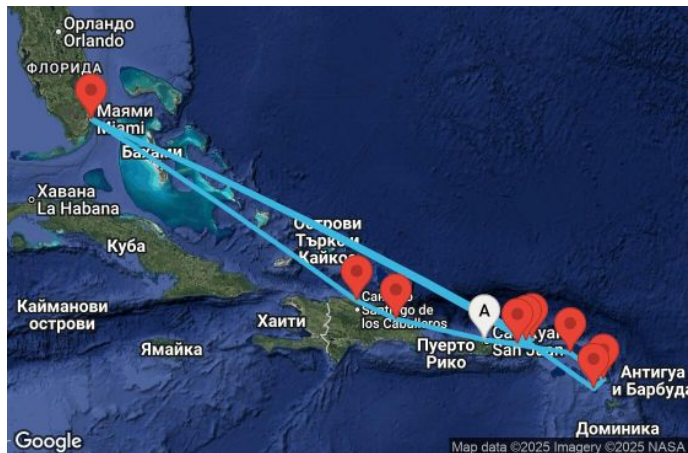 Орландо
Orlando
ФЛОРИДА
Маями
Miami
Бахами
Хавана
La Habana
Куба
Острови
Търкс и
Кайкос
Кайманови
острови
Ямайка
Хаити
Santiago de
los Caballeros
A
Пуерто
Рико
San Juan
Антигуа
и Барбуда
Доминика
Google
Map data ©2025 Imagery ©2025 NASA